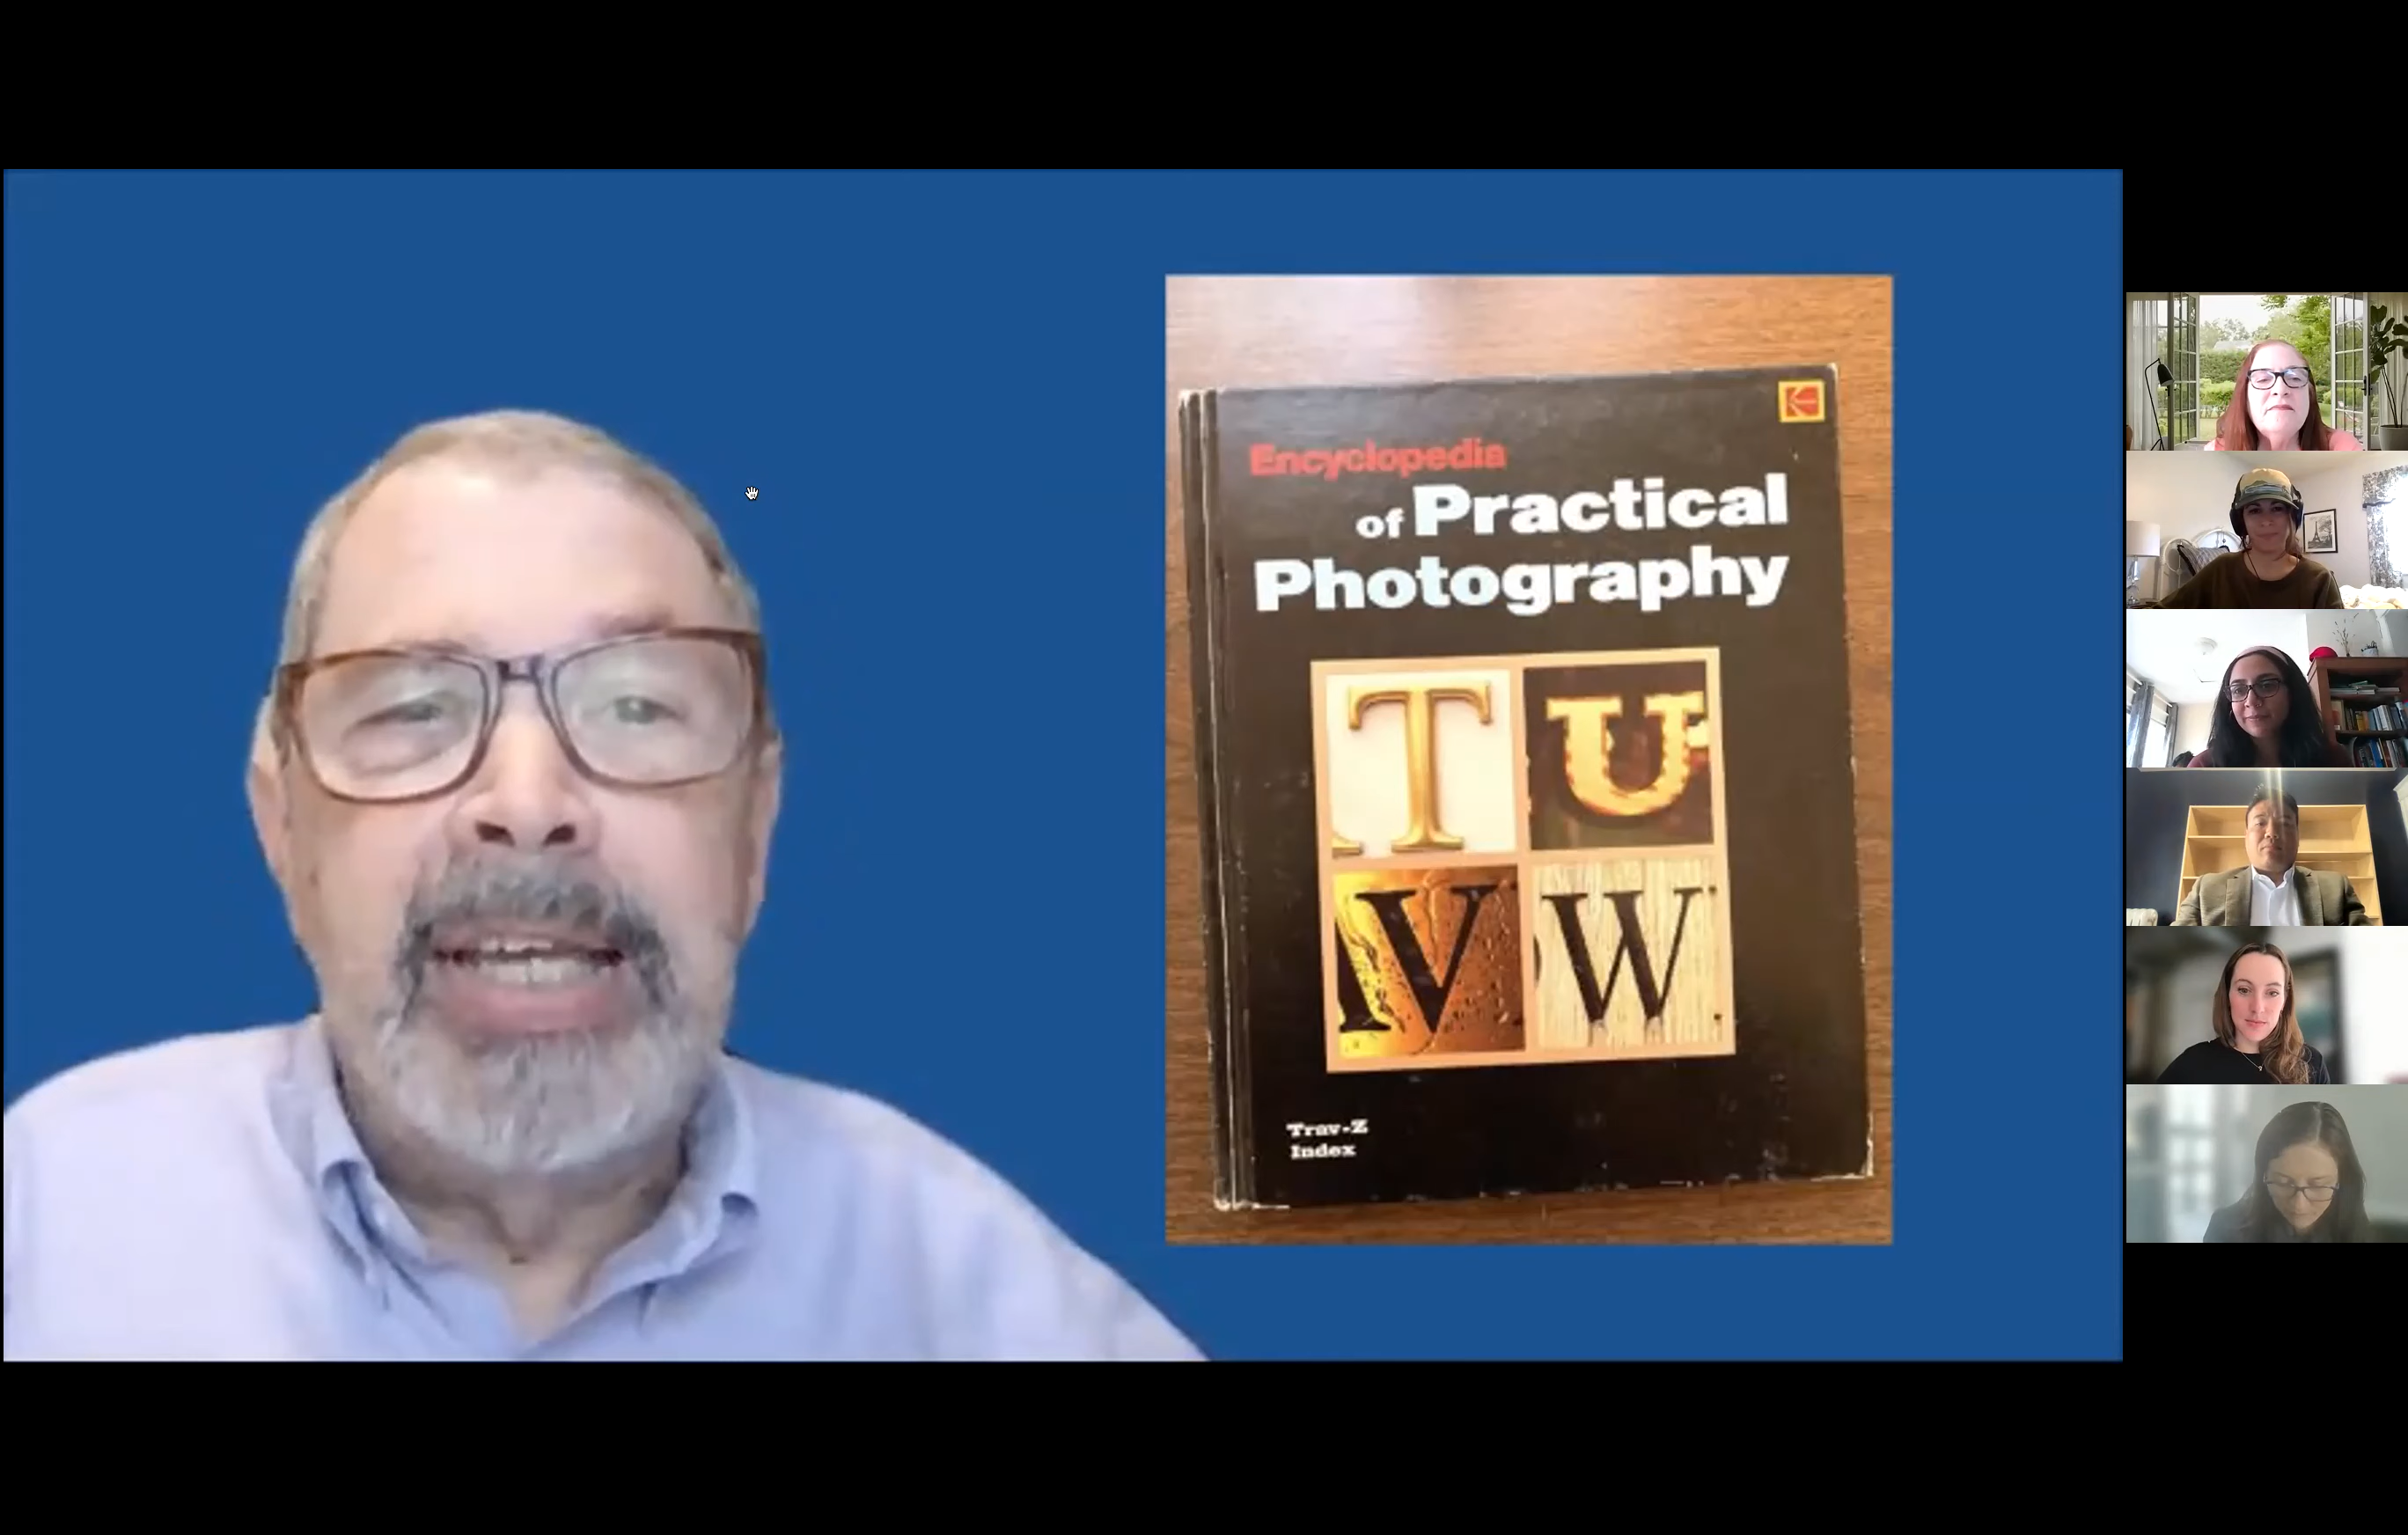 Encyclopedia
of Practical
Photography
T U
V W
Trav-Z
Index